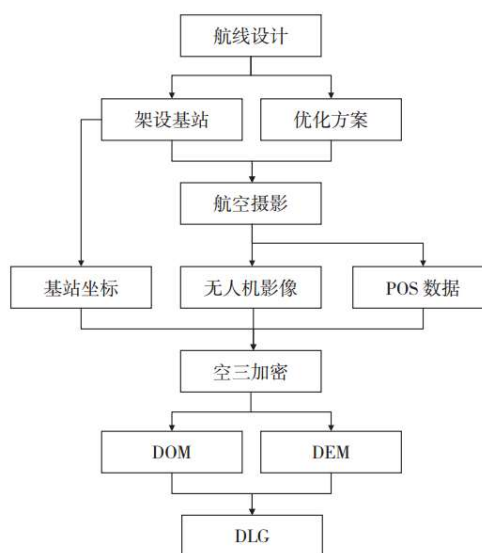 航线设计
架设基站
优化方案
航空摄影
基站坐标
无人机影像
POS 数据
空三加密
DOM
DEM
DLG